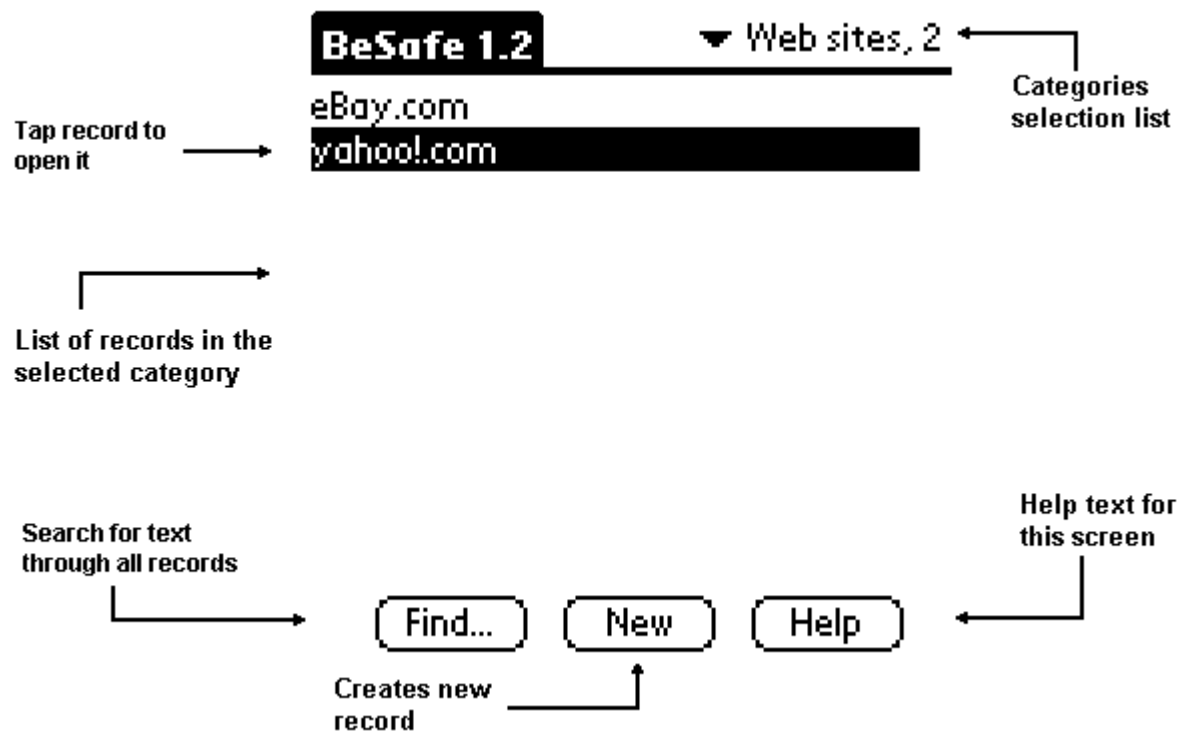 BeSafe 1.2
Web sites, 2
Categories
selection list
eBay.com
Tap record to
open it
yahoo!.com
List of records in the
selected category
Help text for
this screen
Search for text
through all records
Find...
New
Help
Creates new
record